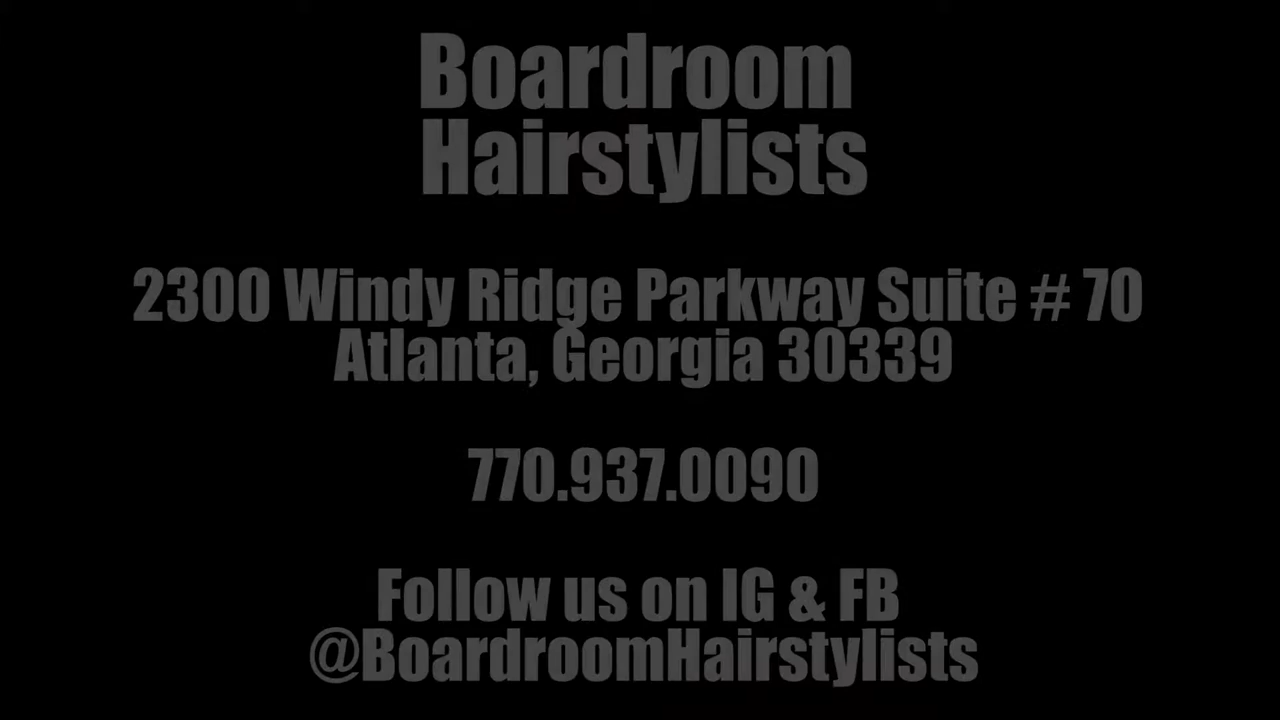 Boardroom
Hairstylists
2300 Windy Ridge Parkway Suite # 70
Atlanta, Georgia 30339
770.937.0090
Follow us on IG & FB
@BoardroomHairstylists